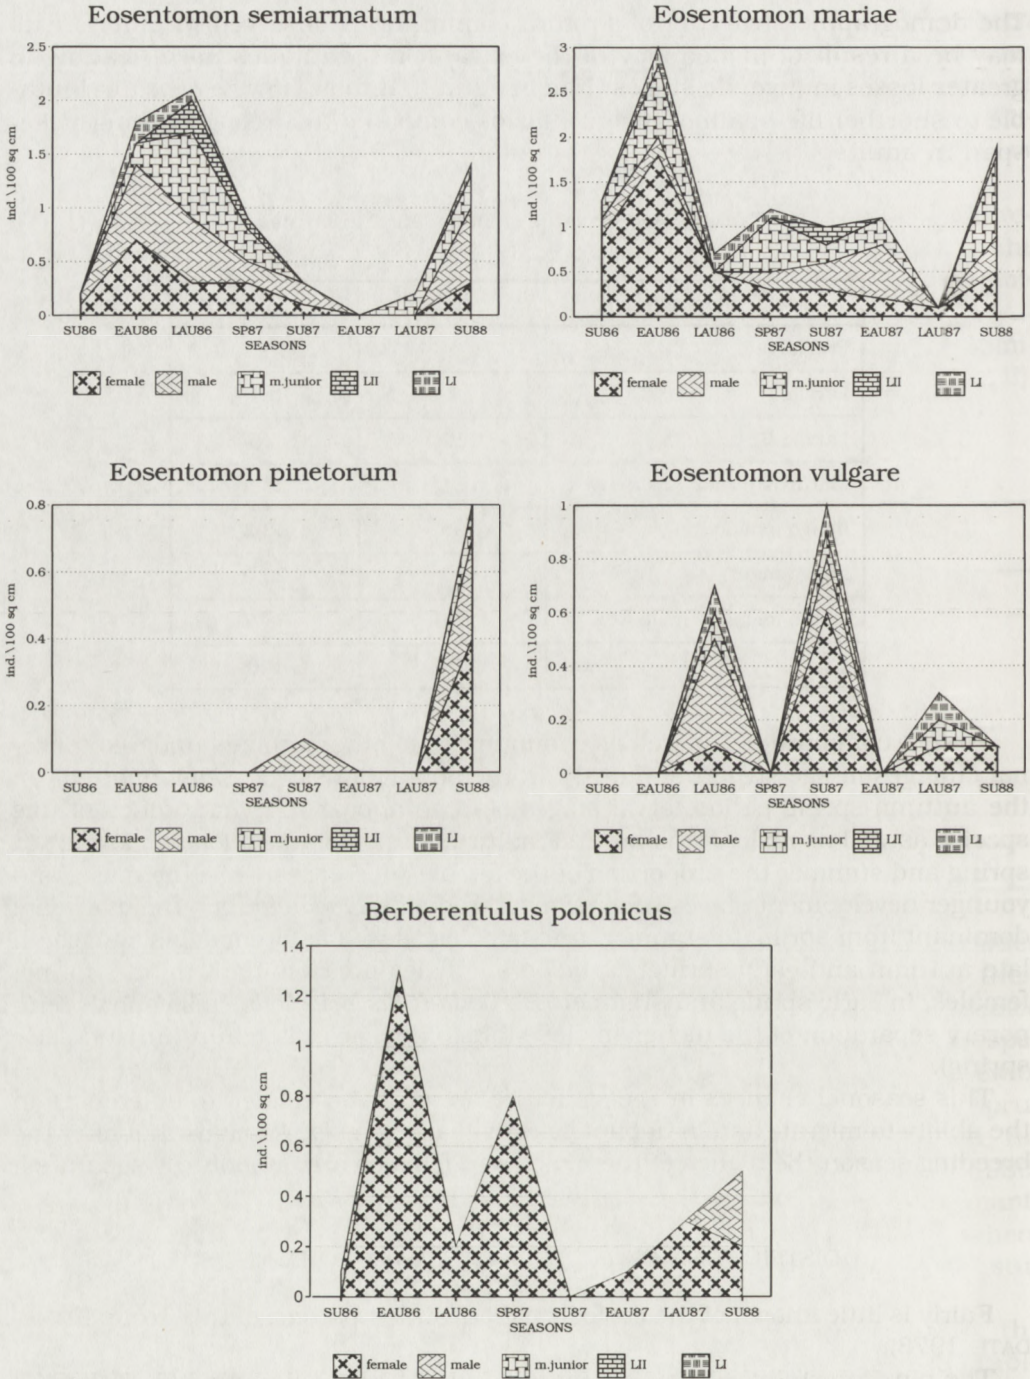 Eosentomon semiarmatum
2.5
2
1.5
1
0.5
0
ind.\100 sq cm
SU86 EAU86 LAU86 SP87 SU87 EAU87 LAU87 SU88
SEASONS
female male m.junior LII LI
Eosentomon mariae
3
2.5
2
1.5
1
0.5
0
ind.\100 sq cm
SU86 EAU86 LAU86 SP87 SU87 EAU87 LAU87 SU88
SEASONS
female male m.junior LII LI
Eosentomon pinetorum
0.8
0.6
0.4
0.2
0
ind.\100 sq cm
SU86 EAU86 LAU86 SP87 SU87 EAU87 LAU87 SU88
SEASONS
female male m.junior LII LI
Eosentomon vulgare
1
0.8
0.6
0.4
0.2
0
ind.\100 sq cm
SU86 EAU86 LAU86 SP87 SU87 EAU87 LAU87 SU88
SEASONS
female male m.junior LII LI
Berberentulus polonicus
1.4
1.2
1
0.8
0.6
0.4
0.2
0
ind.\100 sq cm
SU86 EAU86 LAU86 SP87 SU87 EAU87 LAU87 SU88
SEASONS
female male m.junior LII LI